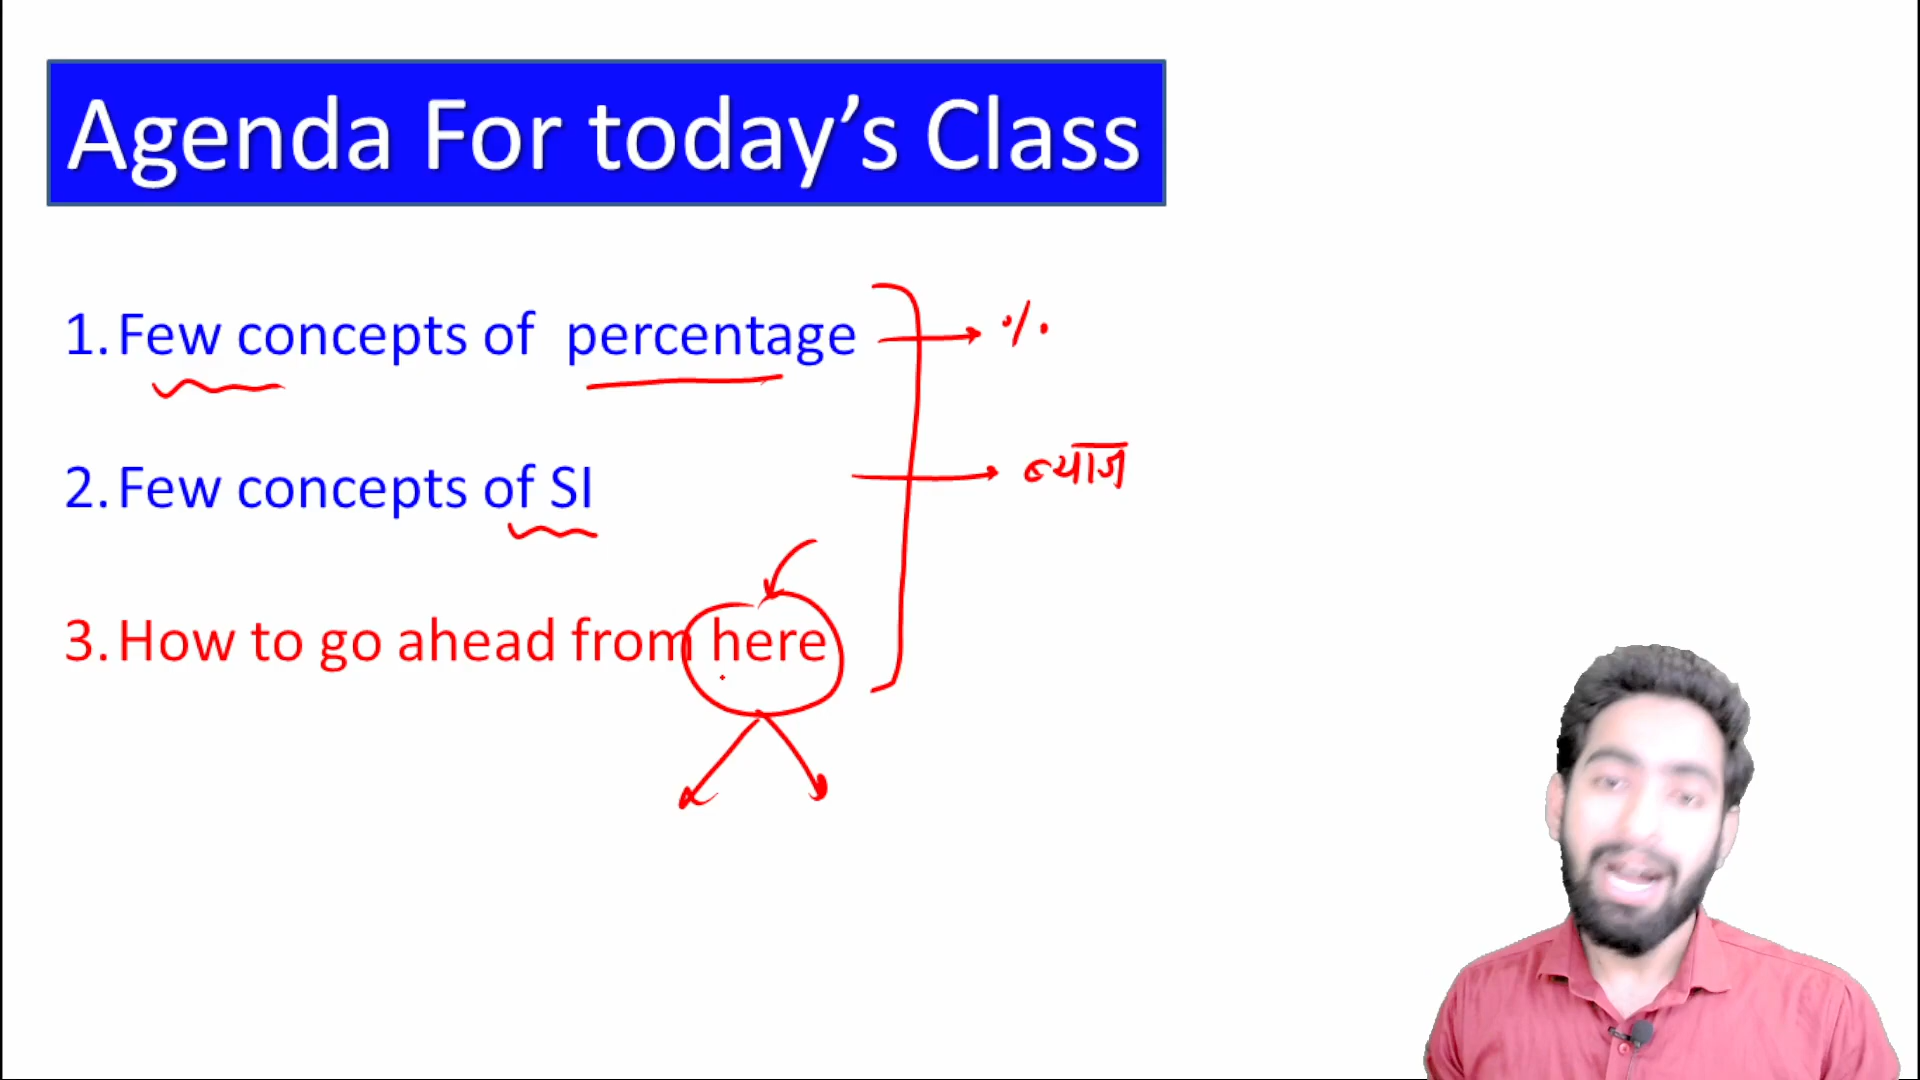 Agenda For today’s Class
1. Few concepts of percentage → %
2. Few concepts of SI → ब्याज
3. How to go ahead from here